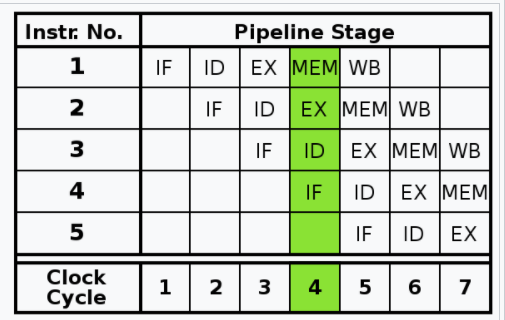 Instr. No. Pipeline Stage
1 IF ID EX MEM WB
2 IF ID EX MEM WB
3 IF ID EX MEM WB
4 IF ID EX MEM
5 IF ID EX
Clock
Cycle 1 2 3 4 5 6 7